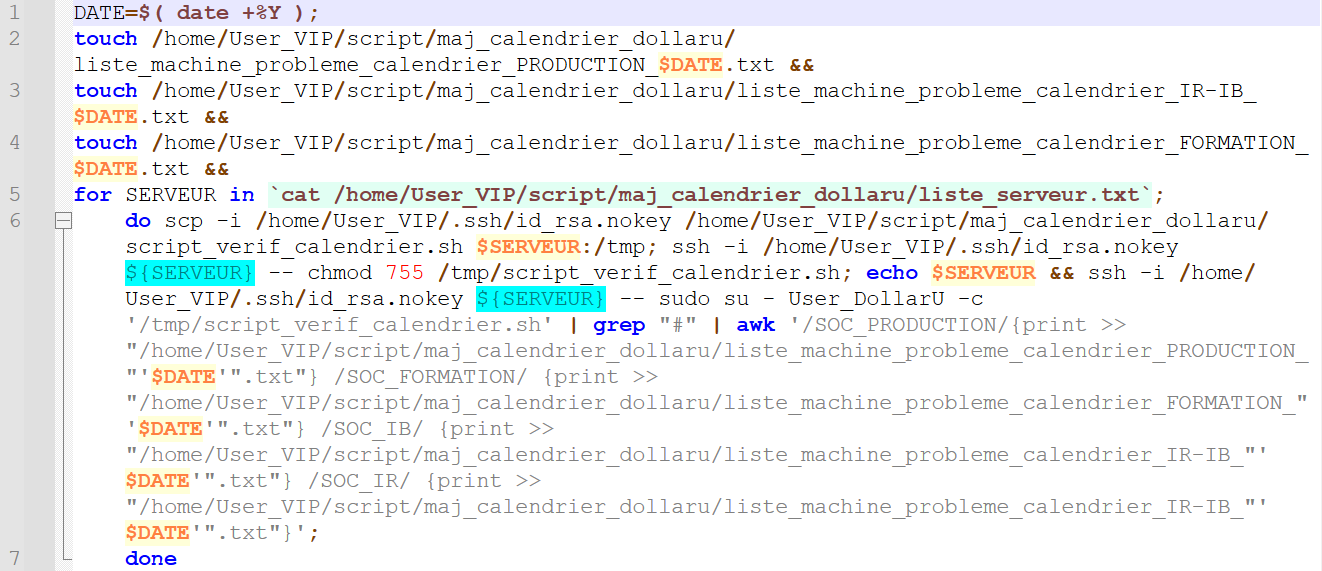 1 DATE=$( date +%Y );
2 touch /home/User_VIP/script/maj_calendrier_dollaru/
liste_machine_probleme_calendrier_PRODUCTION_$DATE.txt &&
3 touch /home/User_VIP/script/maj_calendrier_dollaru/liste_machine_probleme_calendrier_IR-IB_
$DATE.txt &&
4 touch /home/User_VIP/script/maj_calendrier_dollaru/liste_machine_probleme_calendrier_FORMATION_
$DATE.txt &&
5 for SERVEUR in `cat /home/User_VIP/script/maj_calendrier_dollaru/liste_serveur.txt`;
6 do scp -i /home/User_VIP/.ssh/id_rsa.nokey /home/User_VIP/script/maj_calendrier_dollaru/
script_verif_calendrier.sh $SERVEUR:/tmp; ssh -i /home/User_VIP/.ssh/id_rsa.nokey
${SERVEUR} -- chmod 755 /tmp/script_verif_calendrier.sh; echo $SERVEUR && ssh -i /home/
User_VIP/.ssh/id_rsa.nokey ${SERVEUR} -- sudo su - User_DollarU -c
'/tmp/script_verif_calendrier.sh' | grep "#" | awk '/SOC_PRODUCTION/{print >>
"/home/User_VIP/script/maj_calendrier_dollaru/liste_machine_probleme_calendrier_PRODUCTION_
"'$DATE'".txt"} /SOC_FORMATION/ {print >>
"/home/User_VIP/script/maj_calendrier_dollaru/liste_machine_probleme_calendrier_FORMATION_"
'$DATE'".txt"} /SOC_IB/ {print >>
"/home/User_VIP/script/maj_calendrier_dollaru/liste_machine_probleme_calendrier_IR-IB_"'
$DATE'".txt"} /SOC_IR/ {print >>
"/home/User_VIP/script/maj_calendrier_dollaru/liste_machine_probleme_calendrier_IR-IB_"'
$DATE'".txt"}';
7 done